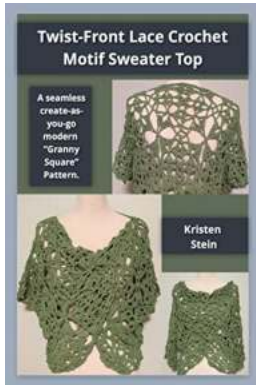 Twist-Front Lace Crochet
Motif Sweater Top
A seamless
create-as-
you-go
modern
"Granny
Square"
Pattern.
Kristen
Stein